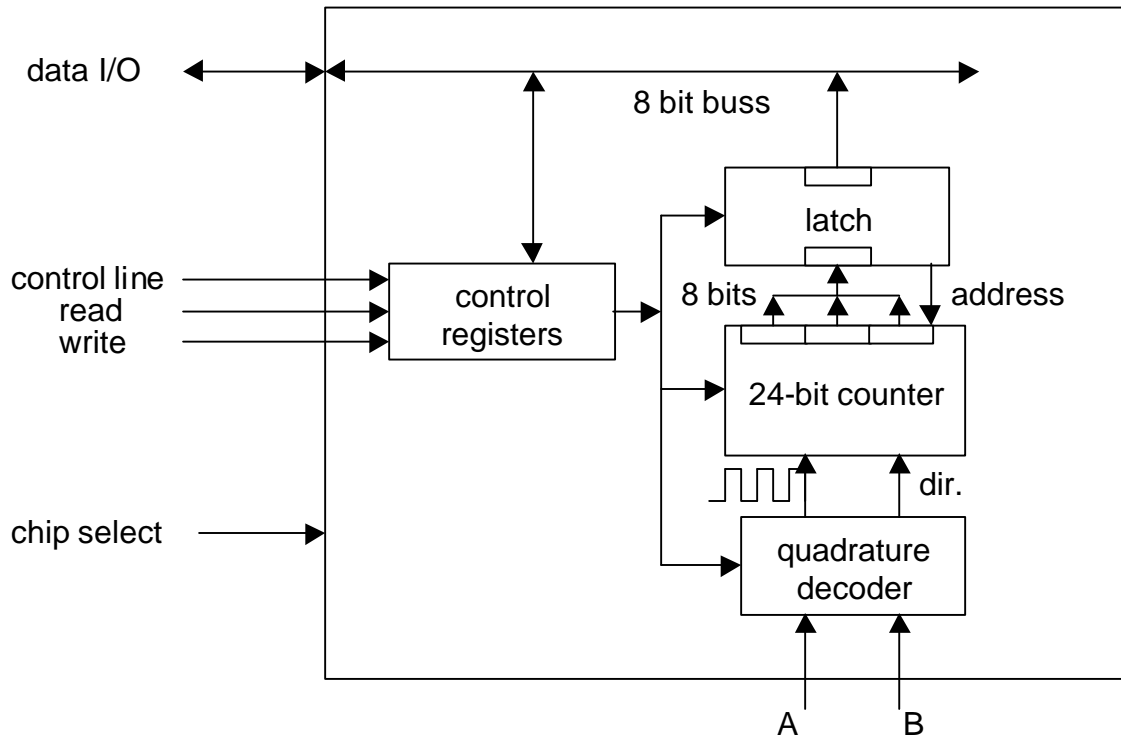 data I/O
8 bit buss
latch
control line
read
write
control
registers
8 bits
address
24-bit counter
dir.
chip select
quadrature
decoder
A
B